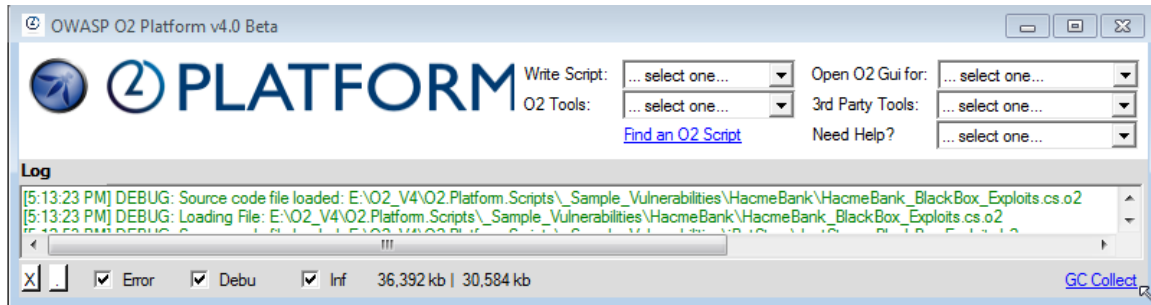 OWASP O2 Platform v4.0 Beta
2 PLATFORM
Write Script: ... select one... Open O2 Gui for: ... select one...
O2 Tools: ... select one... 3rd Party Tools: ... select one...
Find an O2 Script Need Help? ... select one...
Log
[5:13:23 PM] DEBUG: Source code file loaded: E:\O2_V4\O2.Platform.Scripts\_Sample_Vulnerabilities\HacmeBank\HacmeBank_BlackBox_Exploits.cs.o2
[5:13:23 PM] DEBUG: Loading File: E:\O2_V4\O2.Platform.Scripts\_Sample_Vulnerabilities\HacmeBank\HacmeBank_BlackBox_Exploits.cs.o2
X . Error Debu Inf 36,392 kb | 30,584 kb GC Collect